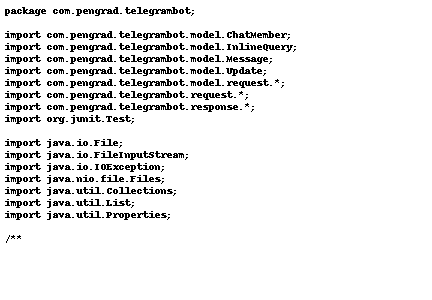 package com.pengrad.telegrambot;

import com.pengrad.telegrambot.model.ChatMember;
import com.pengrad.telegrambot.model.InlineQuery;
import com.pengrad.telegrambot.model.Message;
import com.pengrad.telegrambot.model.Update;
import com.pengrad.telegrambot.model.request.*;
import com.pengrad.telegrambot.request.*;
import com.pengrad.telegrambot.response.*;
import org.junit.Test;

import java.io.File;
import java.io.FileInputStream;
import java.io.IOException;
import java.nio.file.Files;
import java.util.Collections;
import java.util.List;
import java.util.Properties;

/**